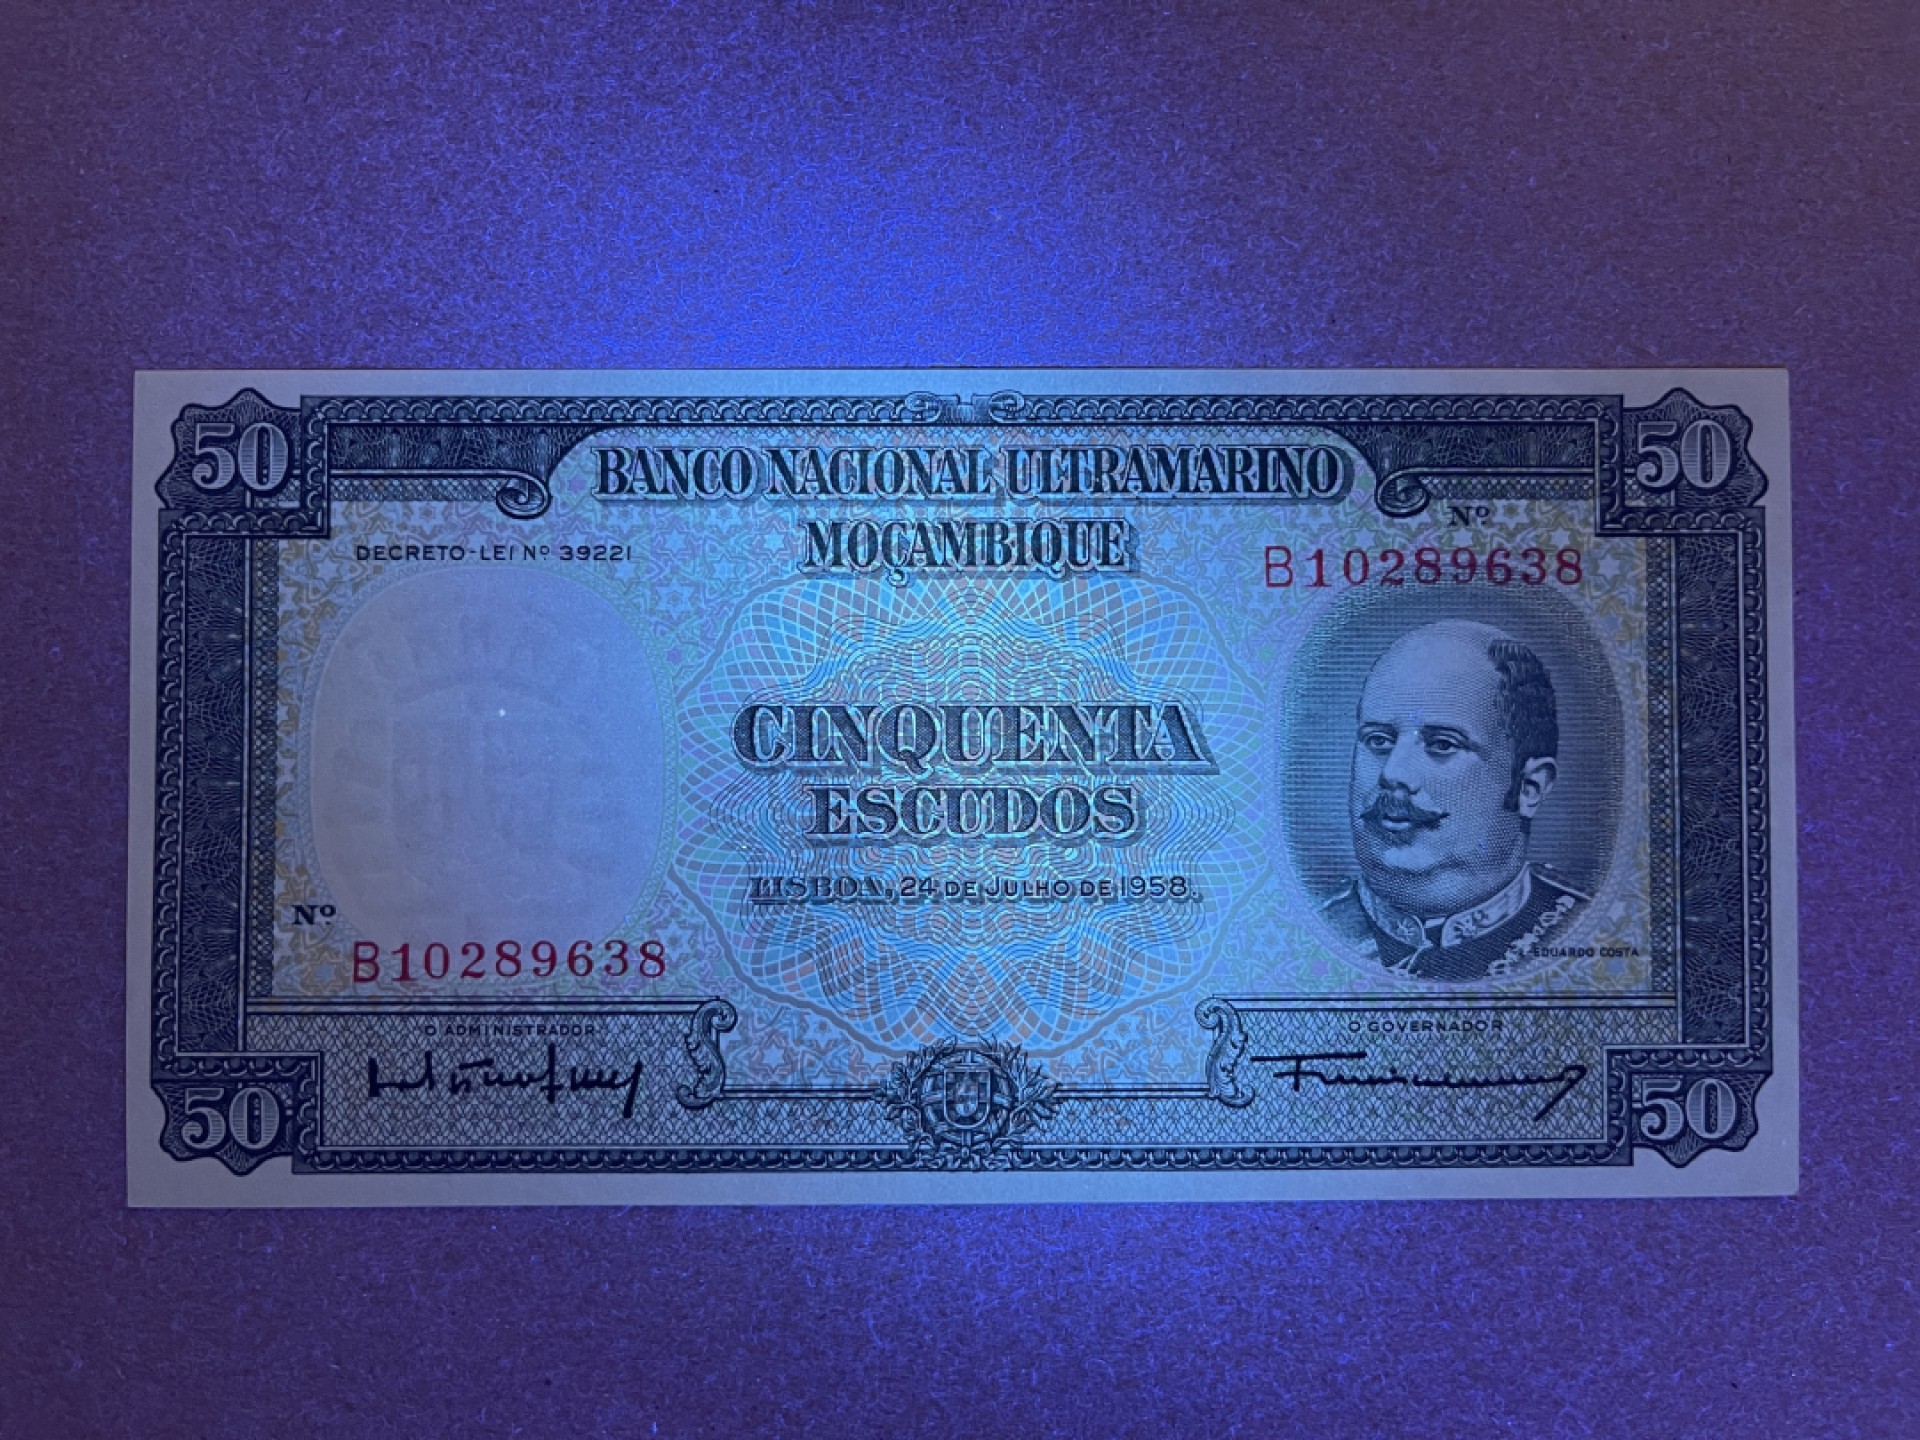 50
50
BANCO NACIONAL ULTRAMARINO
MOÇAMBIQUE
Nº
B10289638
DECRETO-LEI Nº 39221
CINQUENTA
ESCUDOS
LISBOA, 24 DE JULHO DE 1958.
Nº
B10289638
EDUARDO COSTA
O ADMINISTRADOR
O GOVERNADOR
50
50